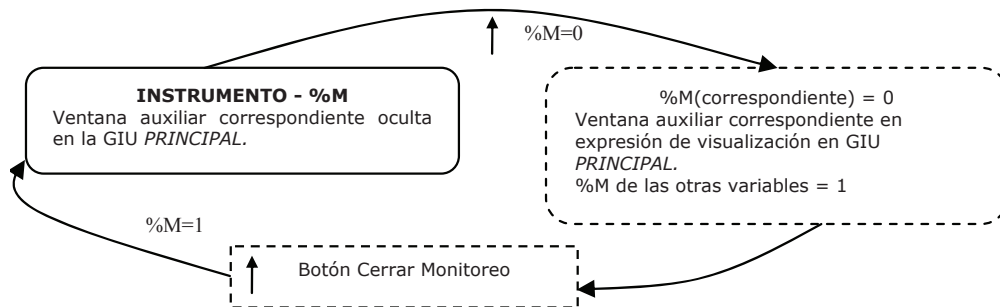 %M=0
INSTRUMENTO - %M
Ventana auxiliar correspondiente oculta
en la GIU PRINCIPAL.
%M(correspondiente) = 0
Ventana auxiliar correspondiente en
expresión de visualización en GIU
PRINCIPAL.
%M de las otras variables = 1
%M=1
Botón Cerrar Monitoreo